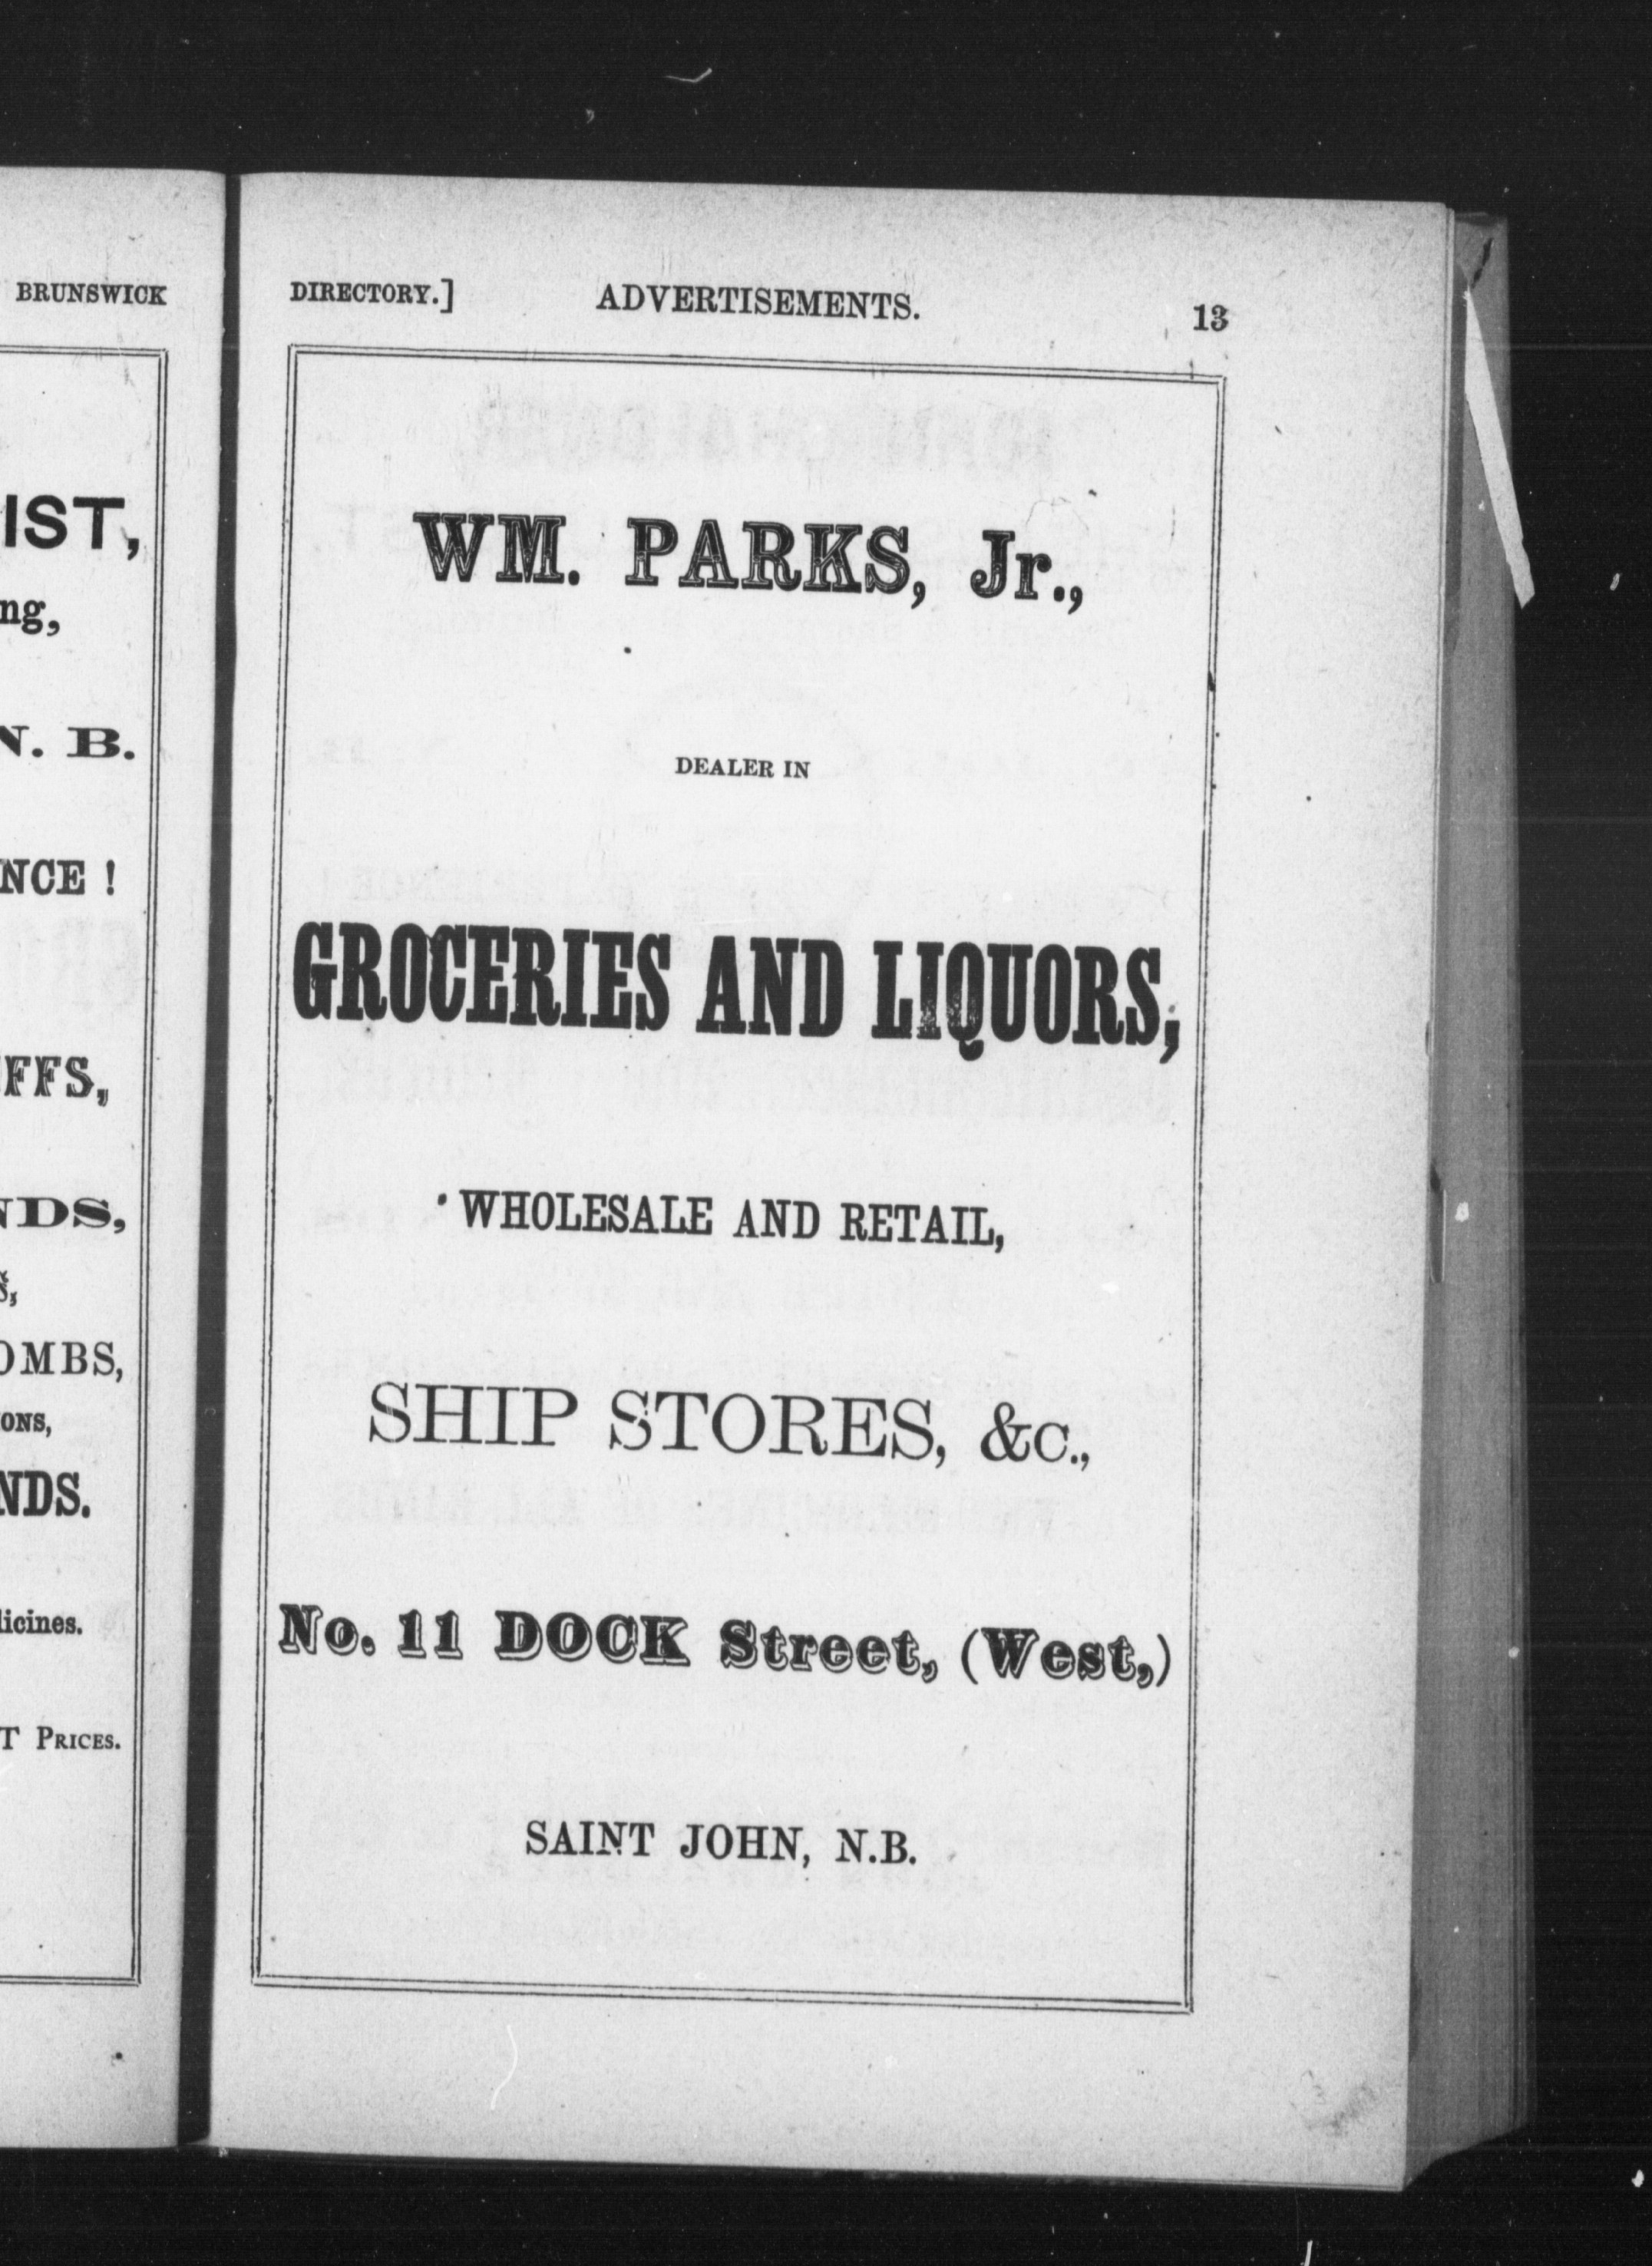 BRUNSWICK
IST,
ng,
N. B.
NCE !
FFS,
NDS,
S,
OMBS,
ONS,
NDS.
licines.
T PRICES.
DIRECTORY.] ADVERTISEMENTS. 13
WM. PARKS, Jr.,
DEALER IN
GROCERIES AND LIQUORS,
WHOLESALE AND RETAIL,
SHIP STORES, &c.,
No. 11 DOCK Street, (West,)
SAINT JOHN, N.B.